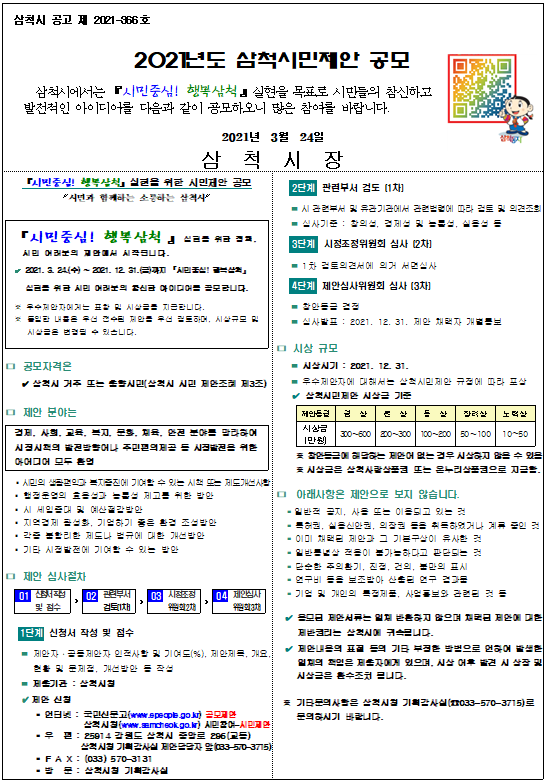 삼척시 공고 제 2021-366호
2021년도 삼척시민제안 공모
삼척시에서는 『시민중심! 행복삼척』 실현을 목표로 시민들의 참신하고
발전적인 아이디어를 다음과 같이 공모하오니 많은 참여를 바랍니다.
2021년 3월 24일
삼 척 시 장
『시민중심! 행복삼척』 실현을 위한 시민제안 공모
"시민과 함께하는 소통하는 삼척시"
『시민중심! 행복삼척 』 실현을 위한 정책,
시민 여러분의 제안에서 시작됩니다.
✔ 2021. 3. 24.(수) ~ 2021. 12. 31.(금)까지 「시민중심! 행복삼척」
실현을 위한 시민 여러분의 참신한 아이디어를 공모합니다.
※ 우수제안자에게는 표창 및 시상금을 지급합니다.
※ 동일한 내용은 우선 접수된 제안을 우선 검토하며, 시상규모 및
시상금은 변경될 수 있습니다.
□ 공모자격은
✔ 삼척시 거주 또는 출향시민(삼척시 시민 제안조례 제3조)
□ 제안 분야는
경제, 사회, 교육, 복지, 문화, 체육, 안전 분야를 망라하여
시정시책의 발전방향이나 주민편의제공 등 시정발전을 위한
아이디어 모두 환영
• 시민의 생활편익과 복지증진에 기여할 수 있는 시책 또는 제도개선사항
• 행정운영의 효율성과 능률성 제고를 위한 방안
• 시 세입증대 및 예산절감방안
• 지역경제 활성화, 기업하기 좋은 환경 조성방안
• 각종 불합리한 제도나 법규에 대한 개선방안
• 기타 시정발전에 기여할 수 있는 방안
□ 제안 심사절차
01 신청서작성 및 접수 › 02 관련부서 검토(1차) › 03 시정조정 위원회2차 › 04 제안심사 위원회3차
1단계 신청서 작성 및 접수
제안자·공동제안자 인적사항 및 기여도(%), 제안제목, 개요,
현황 및 문제점, 개선방안 등 작성
제출기관 : 삼척시청
✔ 제안 신청
• 인터넷 : 국민신문고(www.epeople.go.kr) 공모제안
삼척시청(www.samcheok.go.kr) 시민참여-시민제안
• 우 편 : 25914 강원도 삼척시 중앙로 296(교동)
삼척시청 기획감사실 제안담당자 앞(033-570-3715)
• F A X : (033) 570-3131
• 방 문 : 삼척시청 기획감사실
2단계 관련부서 검토 (1차)
시 관련부서 및 유관기관에서 관련법령에 따라 검토 및 의견조회
심사기준 : 창의성, 경제성 및 능률성, 실용성 등
3단계 시정조정위원회 심사 (2차)
1차 검토의견서에 의거 서면심사
4단계 제안심사위원회 심사 (3차)
창안등급 결정
심사발표 : 2021. 12. 31. 제안 채택자 개별통보
□ 시상 규모
시상시기 : 2021. 12. 31.
우수제안자에 대해서는 삼척시민제안 규정에 따라 포상
✔ 삼척시민제안 시상금 기준
제안등급 금 상 은 상 동 상 장려상 노력상
시상금 (만원) 300~500 200~300 100~200 50~100 10~50
※ 창안등급에 해당하는 제안이 없는 경우 시상하지 않을 수 있음
※ 시상금은 삼척사랑상품권 또는 온누리상품권으로 지급함.
□ 아래사항은 제안으로 보지 않습니다.
일반적 공지, 사용 또는 이용되고 있는 것
특허권, 실용신안권, 의장권 등을 취득하였거나 계류 중인 것
이미 채택된 제안과 그 기본구상이 유사한 것
일반통념상 적용이 불가능하다고 판단되는 것
단순한 주의환기, 진정, 건의, 불만의 표시
연구비 등을 보조받아 산출된 연구 결과물
기업 및 개인의 특정제품, 사업홍보와 관련된 것 등
✔ 응모된 제안서류는 일체 반환하지 않으며 채택된 제안에 대한
제반권리는 삼척시에 귀속됩니다.
✔ 제안내용의 표절 등의 기타 부정한 방법으로 인하여 발생한
일체의 책임은 제출자에게 있으며, 시상 이후 발견 시 상장 및
시상금은 환수조치 됩니다.
※ 기타문의사항은 삼척시청 기획감사실(☎033-570-3715)로
문의하시기 바랍니다.